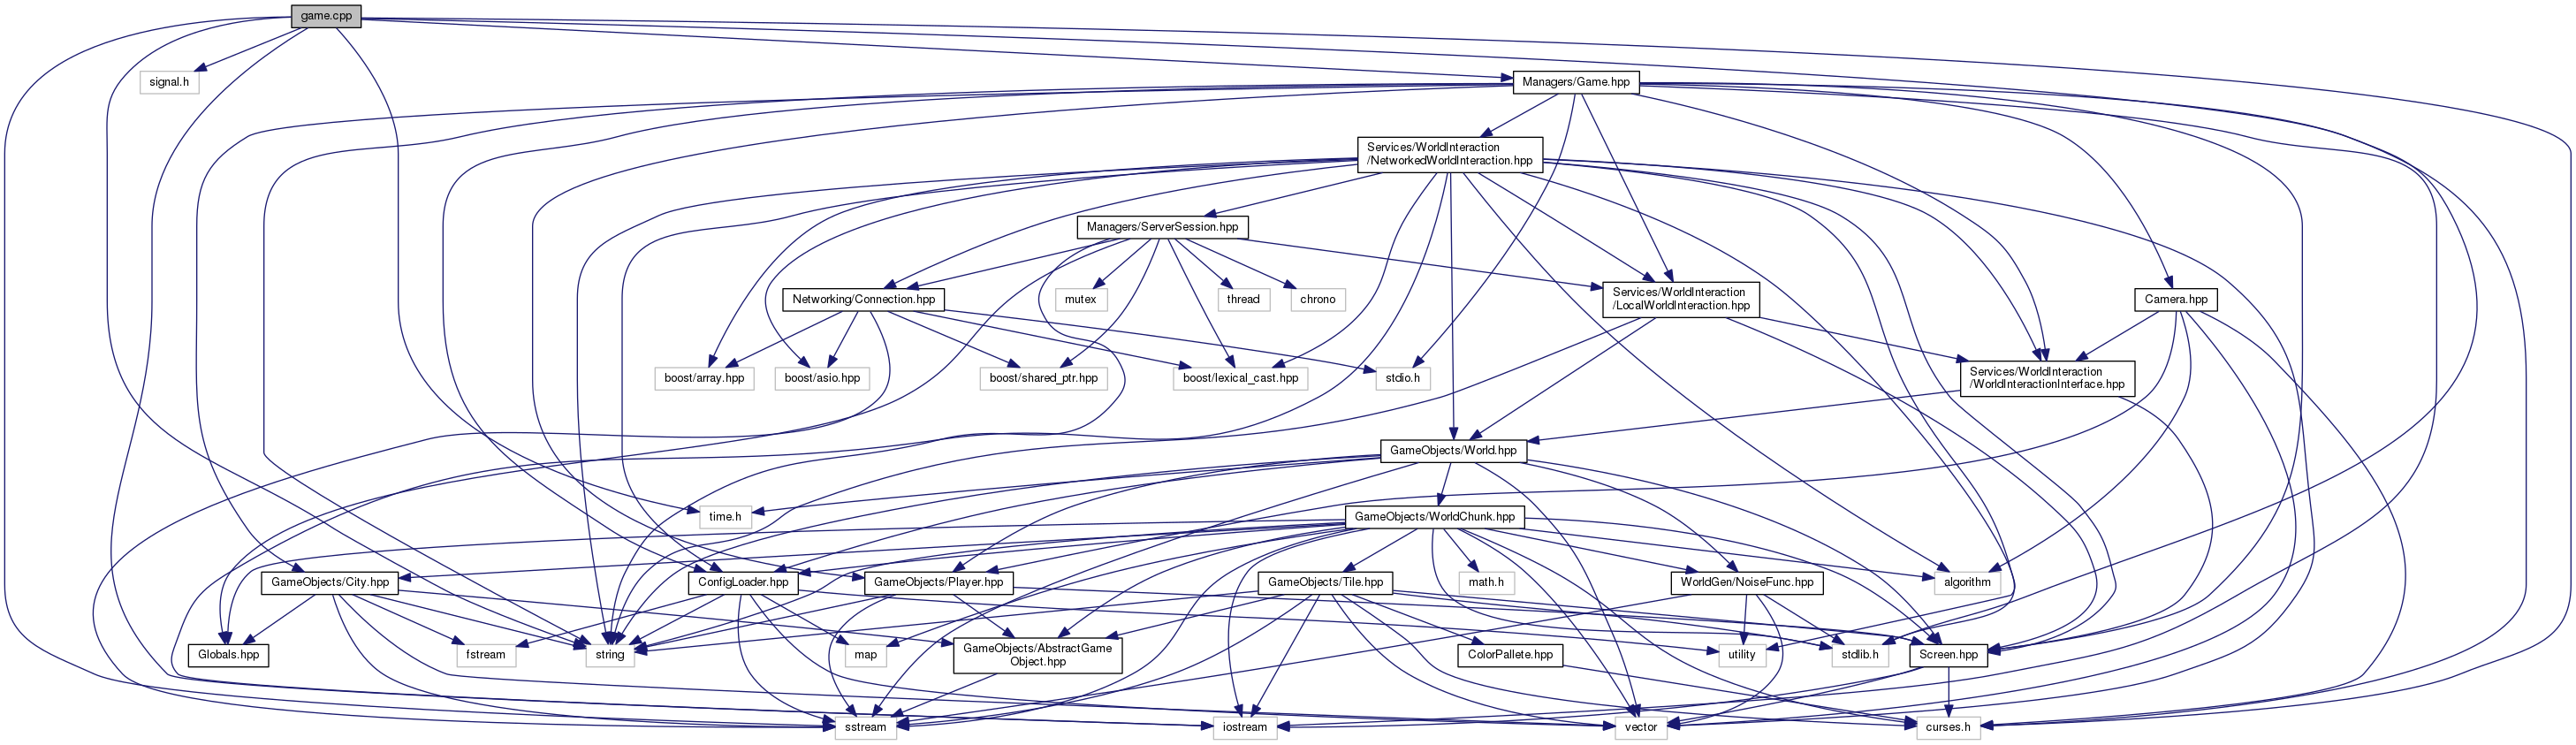 game.cpp
signal.h
Managers/Game.hpp
Services/WorldInteraction
/NetworkedWorldInteraction.hpp
Managers/ServerSession.hpp
Networking/Connection.hpp
mutex
thread
chrono
Services/WorldInteraction
/LocalWorldInteraction.hpp
Camera.hpp
boost/array.hpp
boost/asio.hpp
boost/shared_ptr.hpp
boost/lexical_cast.hpp
stdio.h
Services/WorldInteraction
/WorldInteractionInterface.hpp
GameObjects/World.hpp
time.h
GameObjects/WorldChunk.hpp
GameObjects/City.hpp
ConfigLoader.hpp
GameObjects/Player.hpp
GameObjects/Tile.hpp
math.h
WorldGen/NoiseFunc.hpp
algorithm
Globals.hpp
fstream
string
map
GameObjects/AbstractGame
Object.hpp
ColorPallete.hpp
utility
stdlib.h
Screen.hpp
sstream
iostream
vector
curses.h